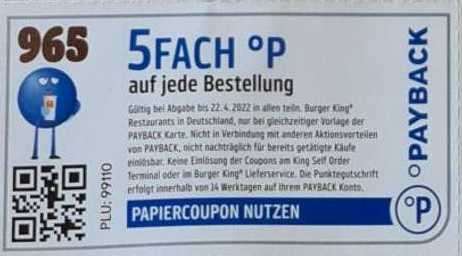 965
5FACH °P
auf jede Bestellung
Gültig bei Abgabe bis 22.4.2022 in allen teiln. Burger King®
Restaurants in Deutschland, nur bei gleichzeitiger Vorlage der
PAYBACK Karte. Nicht in Verbindung mit anderen Aktionsvorteilen
von PAYBACK, nicht nachträglich für bereits getätigte Käufe
einlösbar. Keine Einlösung der Coupons am King Self Order
Terminal oder im Burger King® Lieferservice. Die Punktegutschrift
erfolgt innerhalb von 14 Werktagen auf Ihrem PAYBACK Konto.
PAPIERCOUPON NUTZEN
PLU: 99110
°PAYBACK
°P